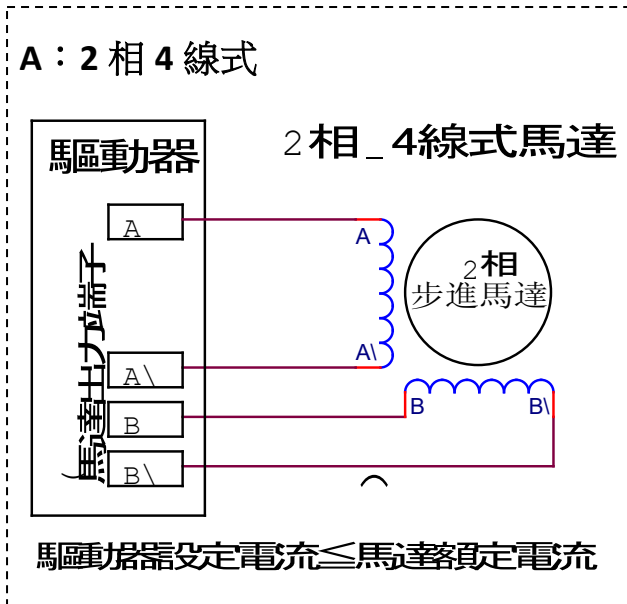 A：2 相 4 線式
驅動器
2相_4線式馬達
馬達出力端子
A
A\
B
B\
A
A\
B
B\
2相
步進馬達
驅動器設定電流≦馬達額定電流